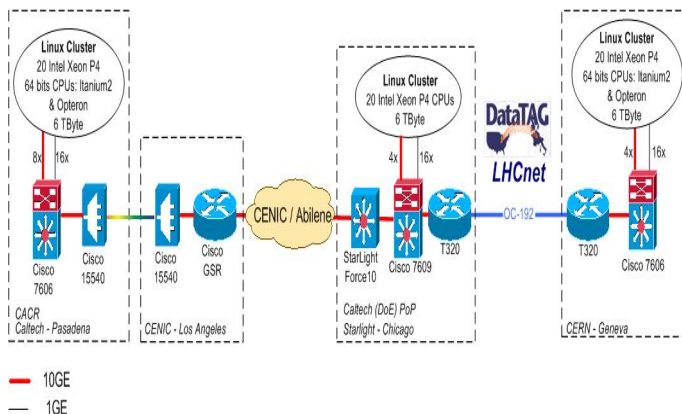 Linux Cluster
20 Intel Xeon P4
64 bits CPUs: Itanium2
& Opteron
6 TByte
8x
16x
Cisco
7606
Cisco
15540
CACR
Caltech - Pasadena
Cisco
15540
Cisco
GSR
CENIC - Los Angeles
CENIC / Abilene
Linux Cluster
20 Intel Xeon P4 CPUs
6 TByte
4x
16x
StarLight
Force10
Cisco 7609
T320
Caltech (DoE) PoP
Starlight - Chicago
DataTAG
LHCnet
OC-192
Linux Cluster
20 Intel Xeon P4
64 bits CPUs: Itanium2
& Opteron
6 TByte
4x
16x
T320
Cisco 7606
CERN - Geneva
10GE
1GE